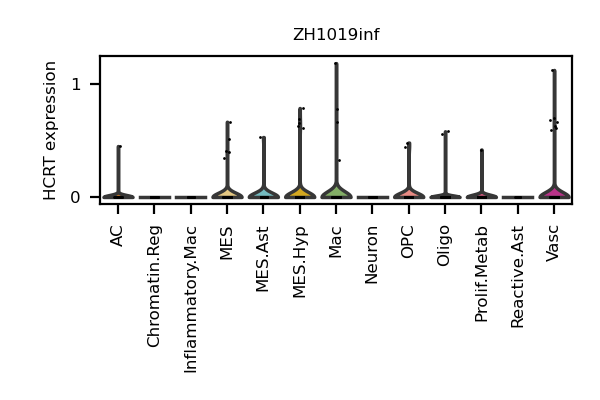 ZH1019inf
HCRT expression
1
0
AC
Chromatin.Reg
Inflammatory.Mac
MES
MES.Ast
MES.Hyp
Mac
Neuron
OPC
Oligo
Prolif.Metab
Reactive.Ast
Vasc